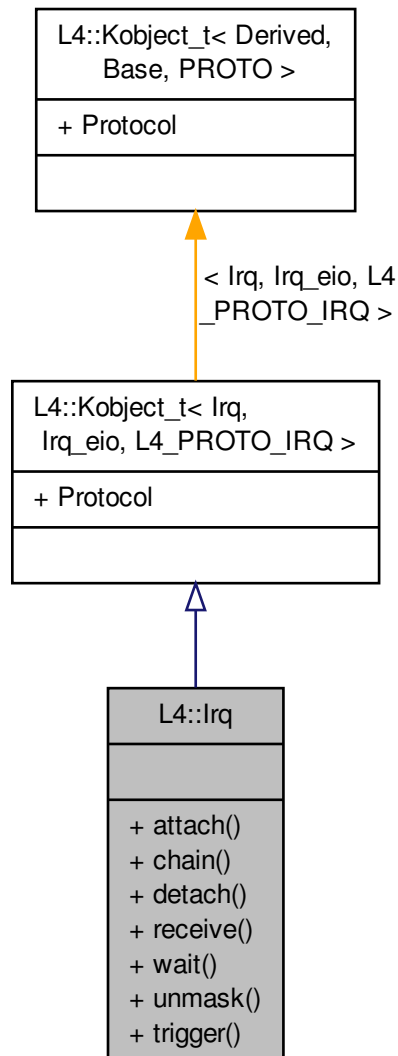 L4::Kobject_t< Derived,
Base, PROTO >
+ Protocol
< Irq, Irq_eio, L4
_PROTO_IRQ >
L4::Kobject_t< Irq,
Irq_eio, L4_PROTO_IRQ >
+ Protocol
L4::Irq
+ attach()
+ chain()
+ detach()
+ receive()
+ wait()
+ unmask()
+ trigger()